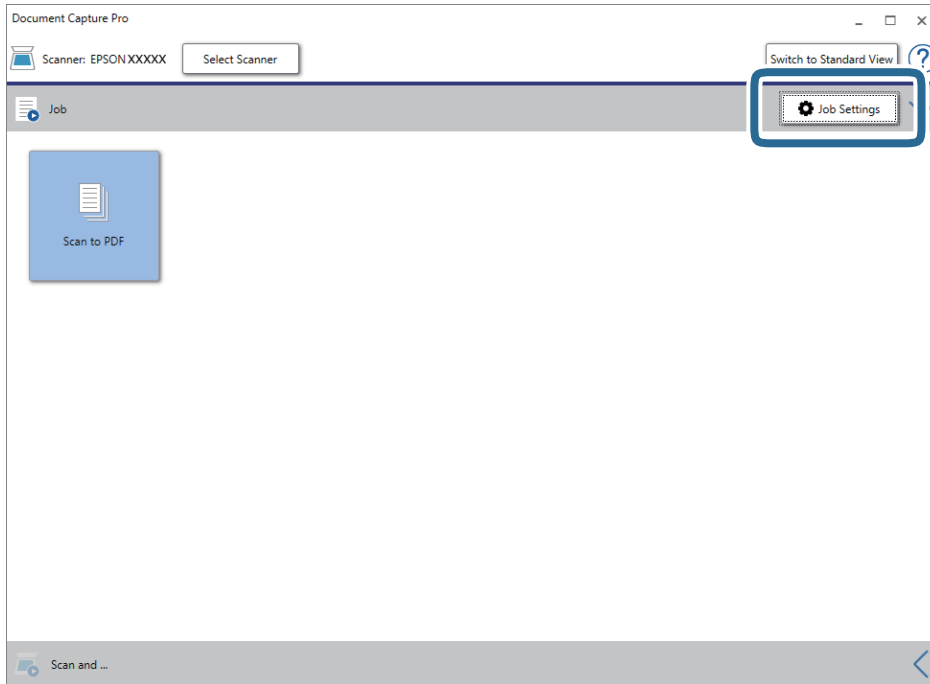 Document Capture Pro
Scanner: EPSON XXXXX Select Scanner Switch to Standard View ?
Job Job Settings
Scan to PDF
Scan and ...